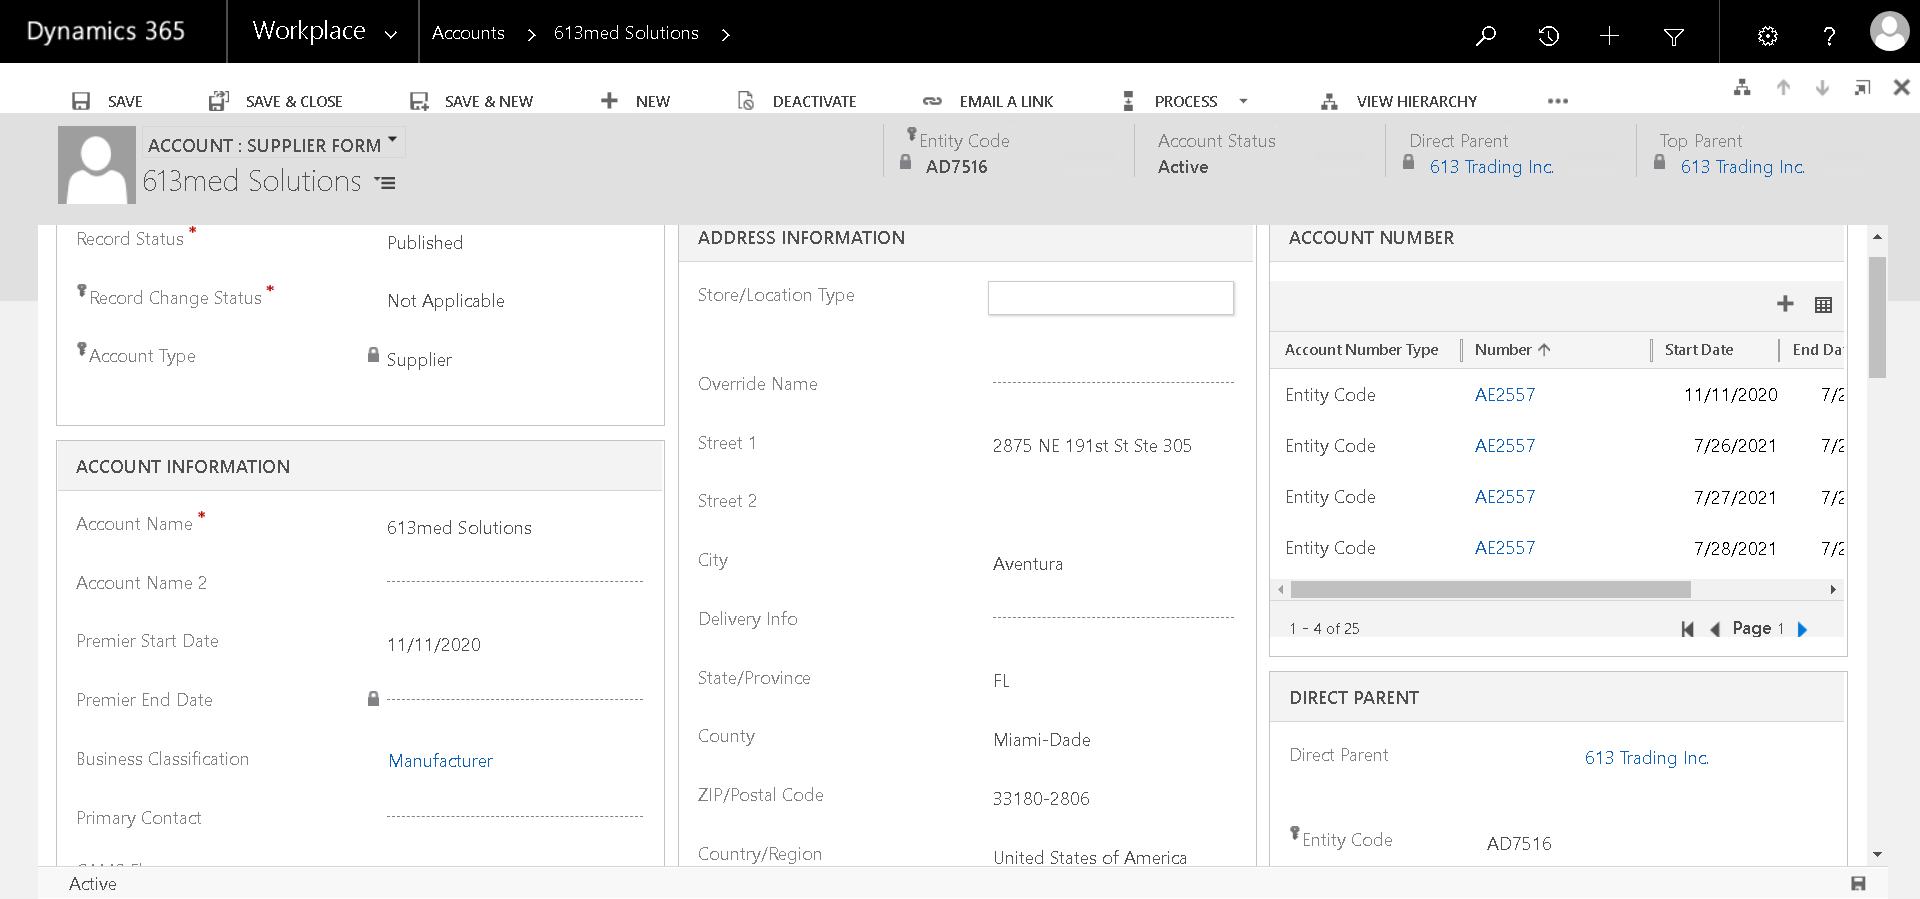 Dynamics 365
Workplace
Accounts
613med Solutions
SAVE
SAVE & CLOSE
SAVE & NEW
NEW
DEACTIVATE
EMAIL A LINK
PROCESS
VIEW HIERARCHY
ACCOUNT : SUPPLIER FORM
613med Solutions
Entity Code
AD7516
Account Status
Active
Direct Parent
613 Trading Inc.
Top Parent
613 Trading Inc.
Record Status *
Published
Record Change Status *
Not Applicable
Account Type
Supplier
ACCOUNT INFORMATION
Account Name *
613med Solutions
Account Name 2
Premier Start Date
11/11/2020
Premier End Date
Business Classification
Manufacturer
Primary Contact
ADDRESS INFORMATION
Store/Location Type
Override Name
Street 1
2875 NE 191st St Ste 305
Street 2
City
Aventura
Delivery Info
State/Province
FL
County
Miami-Dade
ZIP/Postal Code
33180-2806
Country/Region
United States of America
ACCOUNT NUMBER
Account Number Type Number Start Date End Da
Entity Code AE2557 11/11/2020 7/2
Entity Code AE2557 7/26/2021 7/2
Entity Code AE2557 7/27/2021 7/2
Entity Code AE2557 7/28/2021 7/2
1 - 4 of 25
Page 1
DIRECT PARENT
Direct Parent
613 Trading Inc.
Entity Code
AD7516
Active